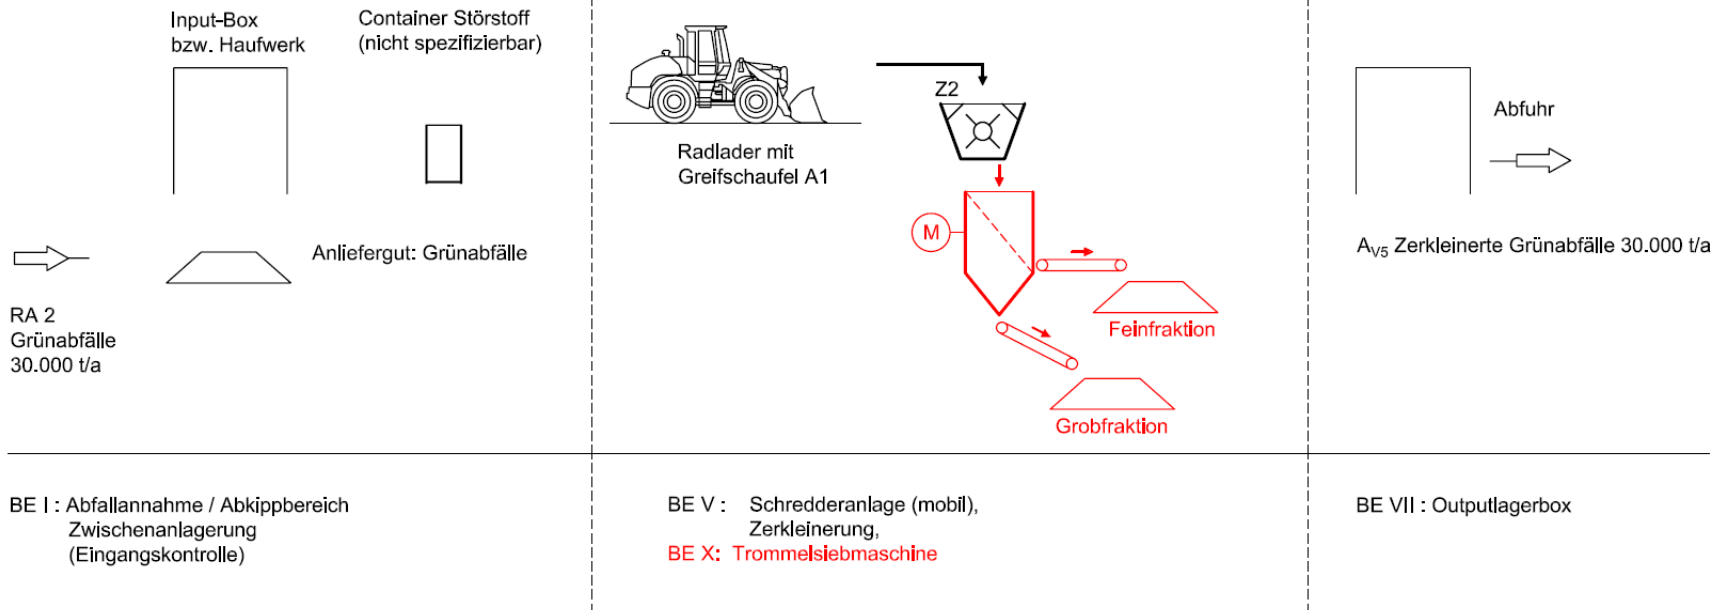 Input-Box
bzw. Haufwerk
Container Störstoff
(nicht spezifizierbar)
Anliefergut: Grünabfälle
RA 2
Grünabfälle
30.000 t/a
Radlader mit
Greifschaufel A1
Z2
M
Feinfraktion
Grobfraktion
Abfuhr
AV5 Zerkleinerte Grünabfälle 30.000 t/a
BE I : Abfallannahme / Abkippbereich
Zwischenanlagerung
(Eingangskontrolle)
BE V : Schredderanlage (mobil),
Zerkleinerung,
BE X: Trommelsiebmaschine
BE VII : Outputlagerbox